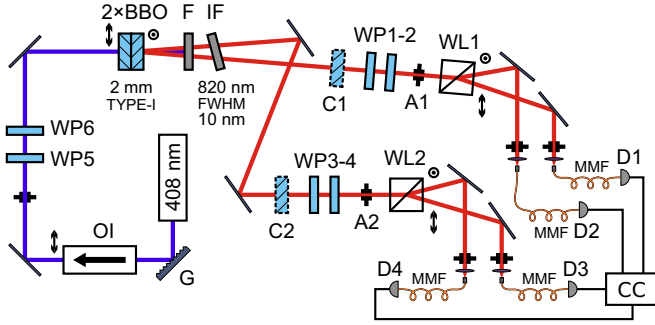 2×BBO
F
IF
WP1-2
WL1
2 mm
TYPE-I
820 nm
FWHM
10 nm
C1
A1
WP6
WP5
408 nm
WP3-4
WL2
D1
MMF
D2
MMF
OI
G
C2
A2
D4
MMF
MMF
D3
CC